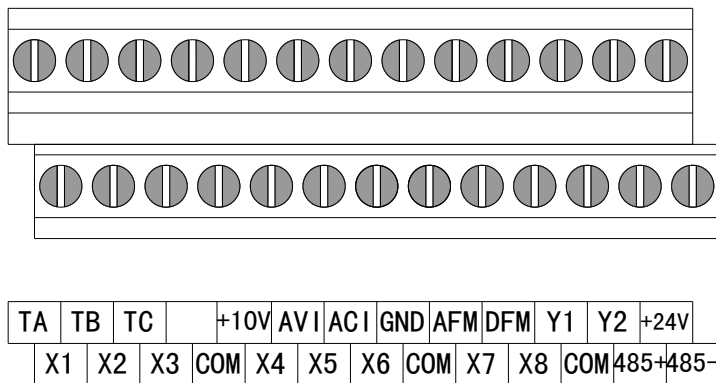 TA TB TC +10V AVI ACI GND AFM DFM Y1 Y2 +24V
X1 X2 X3 COM X4 X5 X6 COM X7 X8 COM 485+ 485-